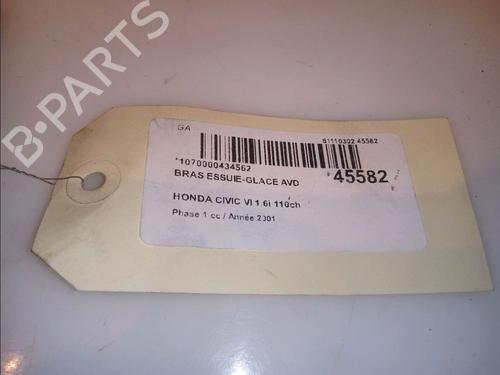 B-PARTS
GA
61110302 45582
*1070000434562
BRAS ESSUIE-GLACE AVD
45582
HONDA CIVIC VI 1.6i 110ch
Phase 1 cc / Année 2001